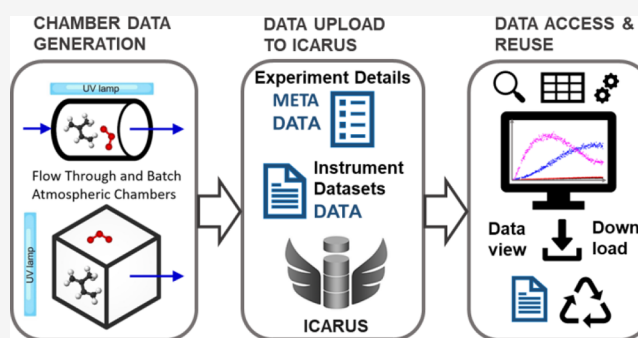 CHAMBER DATA
GENERATION
UV lamp
Flow Through and Batch
Atmospheric Chambers
UV lamp
DATA UPLOAD
TO ICARUS
Experiment Details
META
DATA
Instrument
Datasets
DATA
ICARUS
DATA ACCESS &
REUSE
Data
view
Down
load